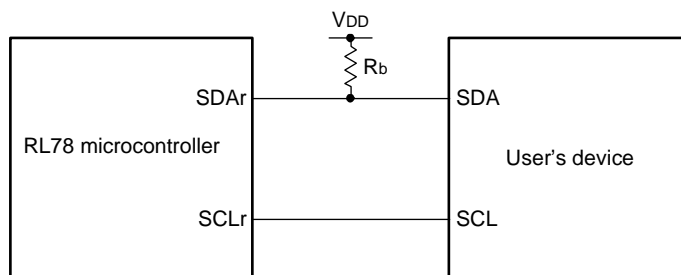 VDD
Rb
SDAr
SDA
RL78 microcontroller
User's device
SCLr
SCL